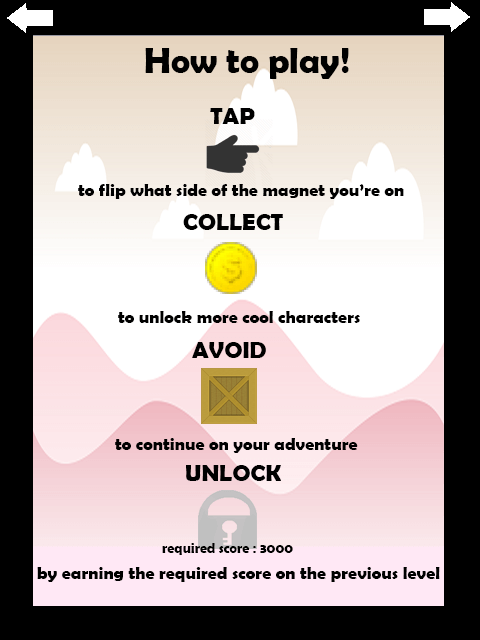 How to play!
TAP
to flip what side of the magnet you're on
COLLECT
$
to unlock more cool characters
AVOID
to continue on your adventure
UNLOCK
required score : 3000
by earning the required score on the previous level